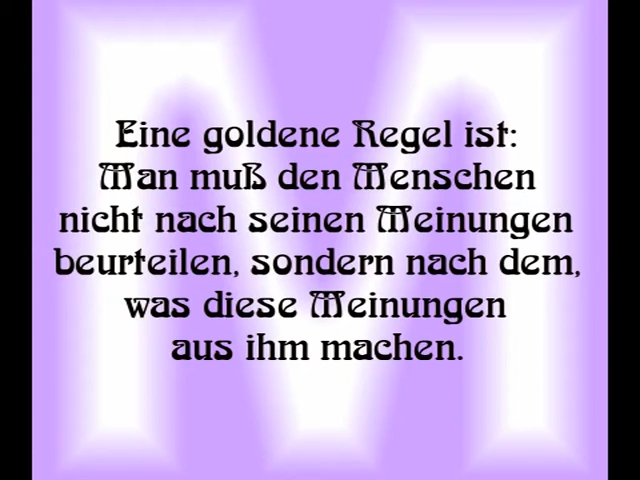 Eine goldene Regel ist:
Man muß den Menschen
nicht nach seinen Meinungen
beurteilen, sondern nach dem,
was diese Meinungen
aus ihm machen.